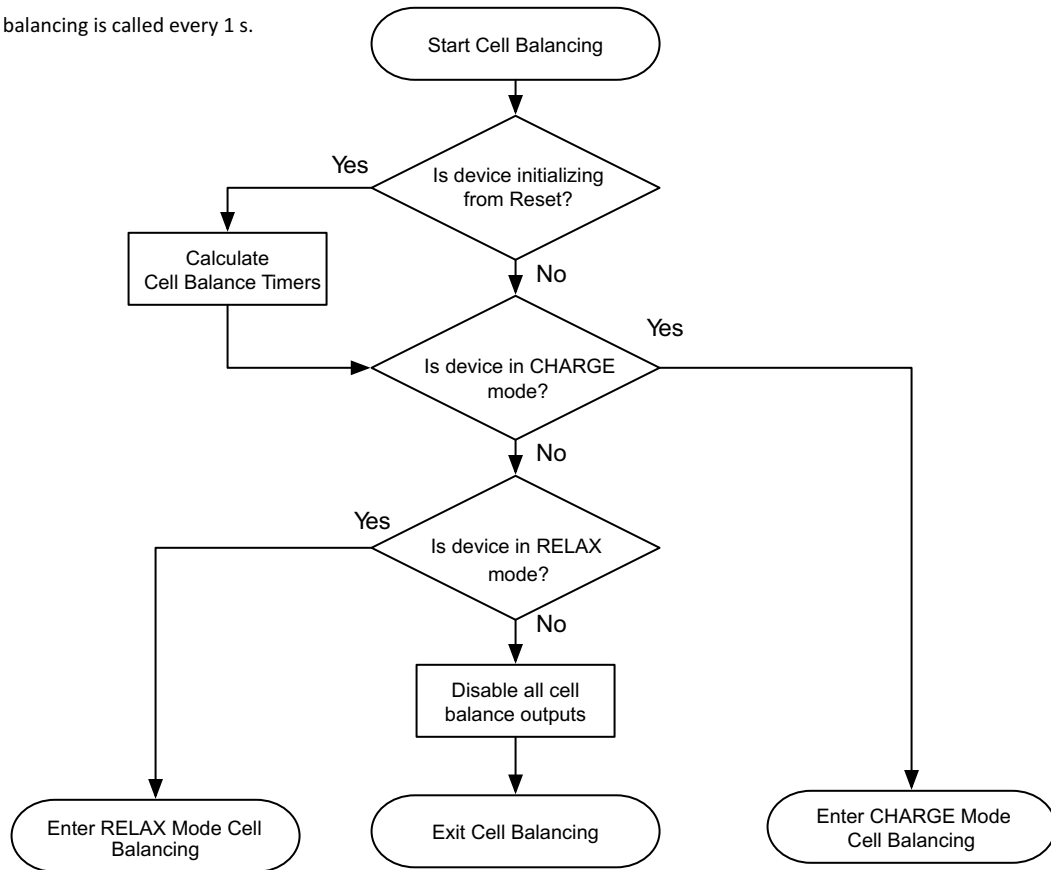 balancing is called every 1 s.
Start Cell Balancing
Yes
Is device initializing
from Reset?
Calculate
Cell Balance Timers
No
Yes
Is device in CHARGE
mode?
No
Yes
Is device in RELAX
mode?
No
Disable all cell
balance outputs
Enter RELAX Mode Cell
Balancing
Exit Cell Balancing
Enter CHARGE Mode
Cell Balancing